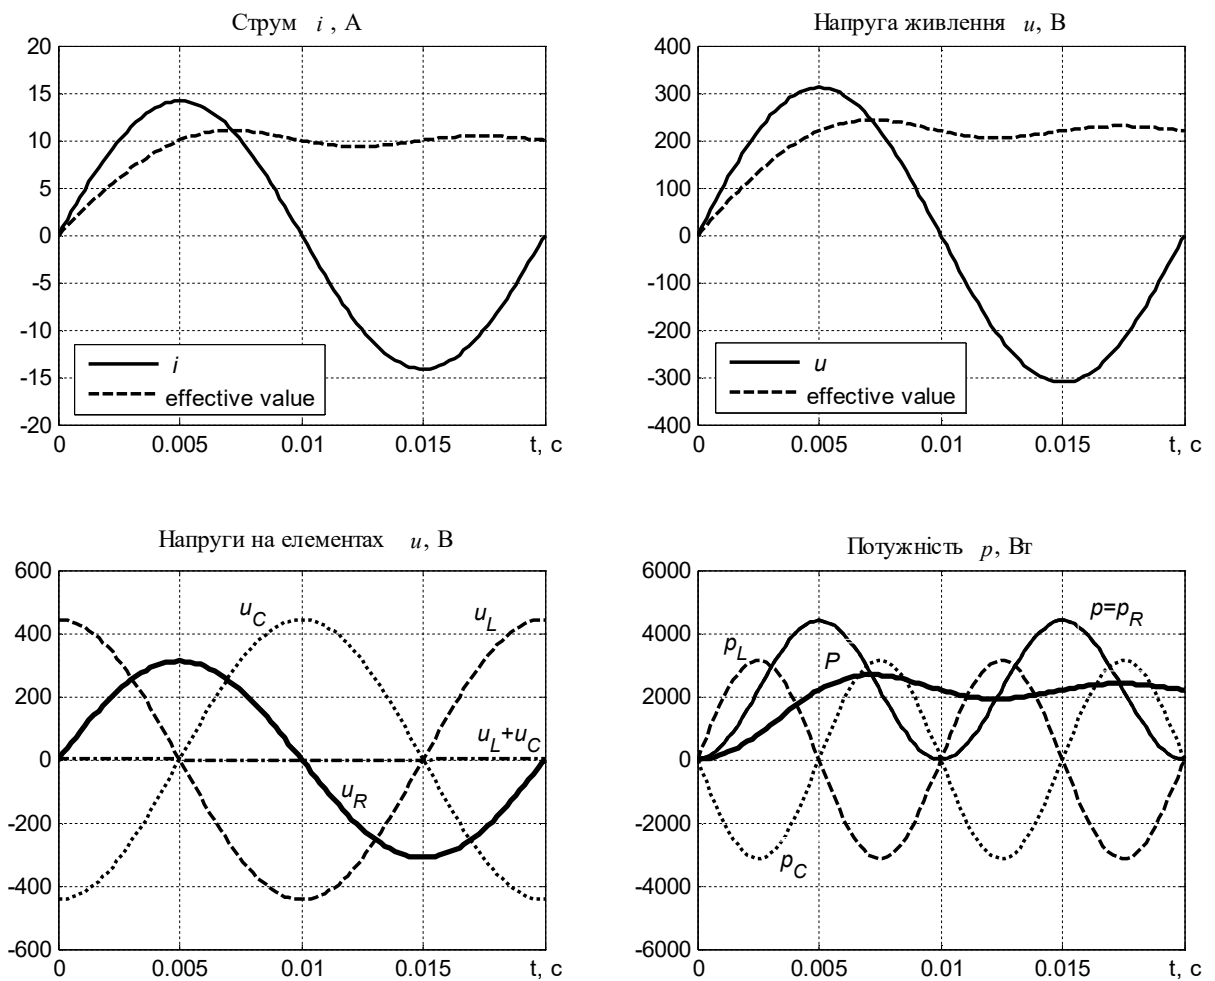 Струм i , А
20
15
10
5
0
-5
-10
-15
-20
i
effective value
0 0.005 0.01 0.015 t, с
Напруга живлення u, В
400
300
200
100
0
-100
-200
-300
-400
u
effective value
0 0.005 0.01 0.015 t, с
Напруги на елементах u, В
600
400
200
0
-200
-400
-600
u_C
u_L
u_L+u_C
u_R
0 0.005 0.01 0.015 t, с
Потужність p, Вт
6000
4000
2000
0
-2000
-4000
-6000
p_L
P
p=p_R
p_C
0 0.005 0.01 0.015 t, с